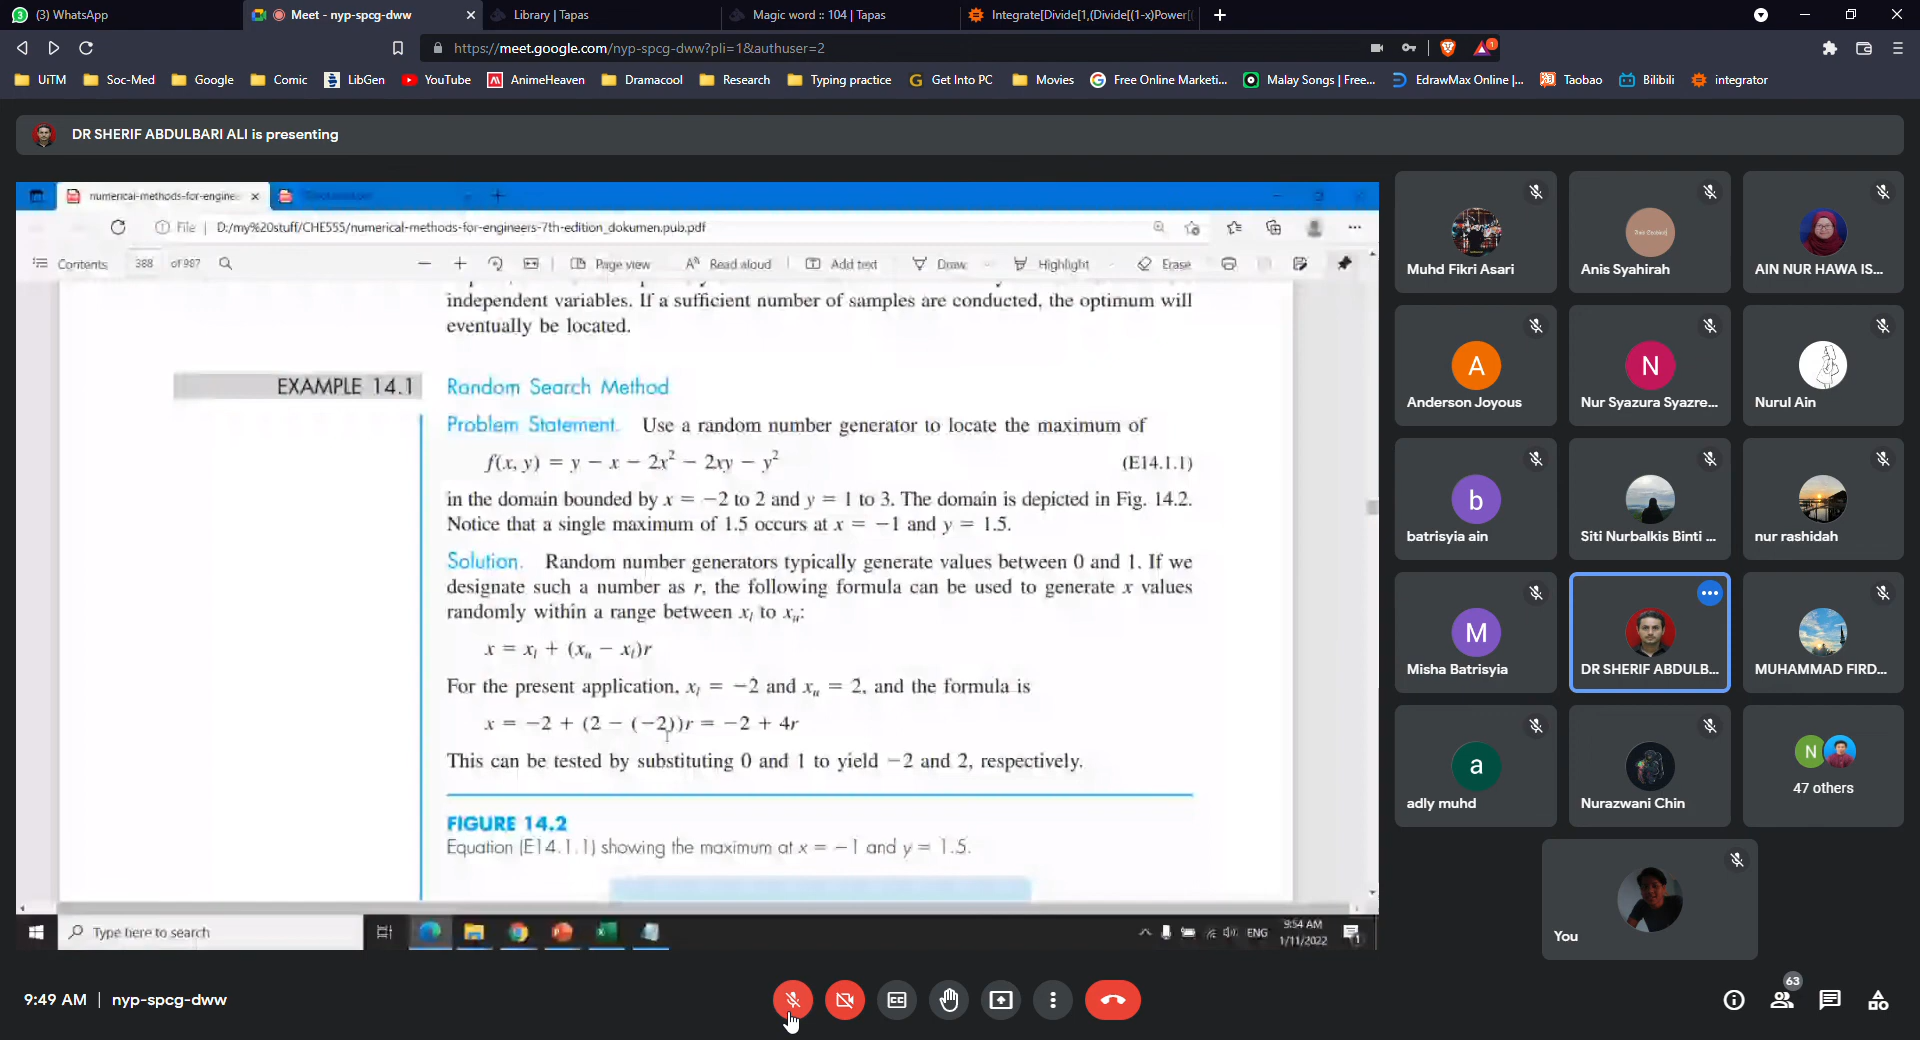 (3) WhatsApp
Meet - nyp-spcg-dww
Library | Tapas
Magic word :: 104 | Tapas
Integrate[Divide[1,(Divide[(1-x)Power[(
https://meet.google.com/nyp-spcg-dww?pli=1&authuser=2
1
UiTM
Soc-Med
Google
Comic
LibGen
YouTube
AnimeHeaven
Dramacool
Research
Typing practice
Get Into PC
Movies
Free Online Marketi...
Malay Songs | Free...
EdrawMax Online |...
Taobao
Bilibili
integrator
DR SHERIF ABDULBARI ALI is presenting
numerical-methods-for-engine
File | D:/my%20stuff/CHE555/numerical-methods-for-engineers-7th-edition_dokumen.pub.pdf
Contents 388 of 987
Page view
Read aloud
Add text
Draw
Highlight
Erase
independent variables. If a sufficient number of samples are conducted, the optimum will
eventually be located.
EXAMPLE 14.1 Random Search Method
Problem Statement. Use a random number generator to locate the maximum of
f(x, y) = y − x − 2x² − 2xy − y² (E14.1.1)
in the domain bounded by x = −2 to 2 and y = 1 to 3. The domain is depicted in Fig. 14.2.
Notice that a single maximum of 1.5 occurs at x = −1 and y = 1.5.
Solution. Random number generators typically generate values between 0 and 1. If we
designate such a number as r, the following formula can be used to generate x values
randomly within a range between xₗ to xᵤ:
x = xₗ + (xᵤ − xₗ)r
For the present application, xₗ = −2 and xᵤ = 2, and the formula is
x = −2 + (2 − (−2))r = −2 + 4r
This can be tested by substituting 0 and 1 to yield −2 and 2, respectively.
FIGURE 14.2
Equation (E14.1.1) showing the maximum at x = −1 and y = 1.5.
Type here to search
ENG
9:54 AM
1/11/2022
1
Muhd Fikri Asari
Anis Syahirah
AIN NUR HAWA IS...
A
Anderson Joyous
N
Nur Syazura Syazre...
Nurul Ain
b
batrisyia ain
Siti Nurbalkis Binti ...
nur rashidah
M
Misha Batrisyia
DR SHERIF ABDULB...
MUHAMMAD FIRD...
a
adly muhd
Nurazwani Chin
N
47 others
You
9:49 AM | nyp-spcg-dww
63